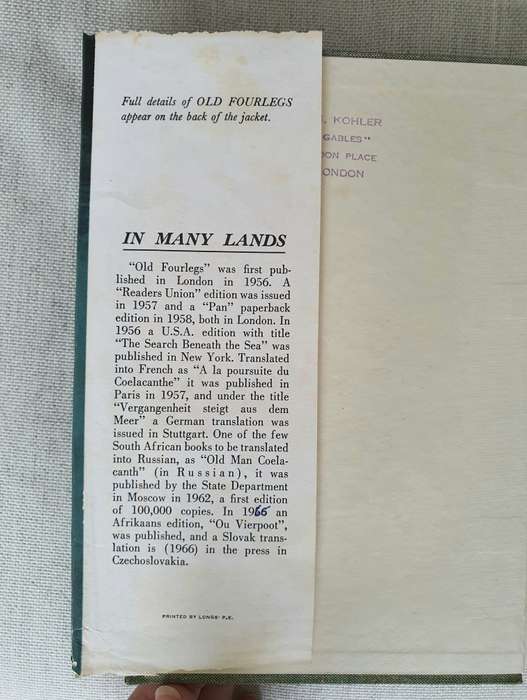 Full details of OLD FOURLEGS
appear on the back of the jacket.
KOHLER
GABLES"
PLACE
IN MANY LANDS
"Old Fourlegs" was first pub-
lished in London in 1956. A
"Readers Union" edition was issued
in 1957 and a "Pan" paperback
edition in 1958, both in London. In
1956 a U.S.A. edition with title
"The Search Beneath the Sea" was
published in New York. Translated
into French as "A la poursuite du
Coelacanthe" it was published in
Paris in 1957, and under the title
"Vergangenheit steigt aus dem
Meer" a German translation was
issued in Stuttgart. One of the few
South African books to be translated
into Russian, as "Old Man Coela-
canth" (in Russian), it was
published by the State Department
in Moscow in 1962, a first edition
of 100,000 copies. In 1966 an
Afrikaans edition, "Ou Vierpoot",
was published, and a Slovak trans-
lation is (1966) in the press in
Czechoslovakia.
PRINTED BY LONGS' P.E.